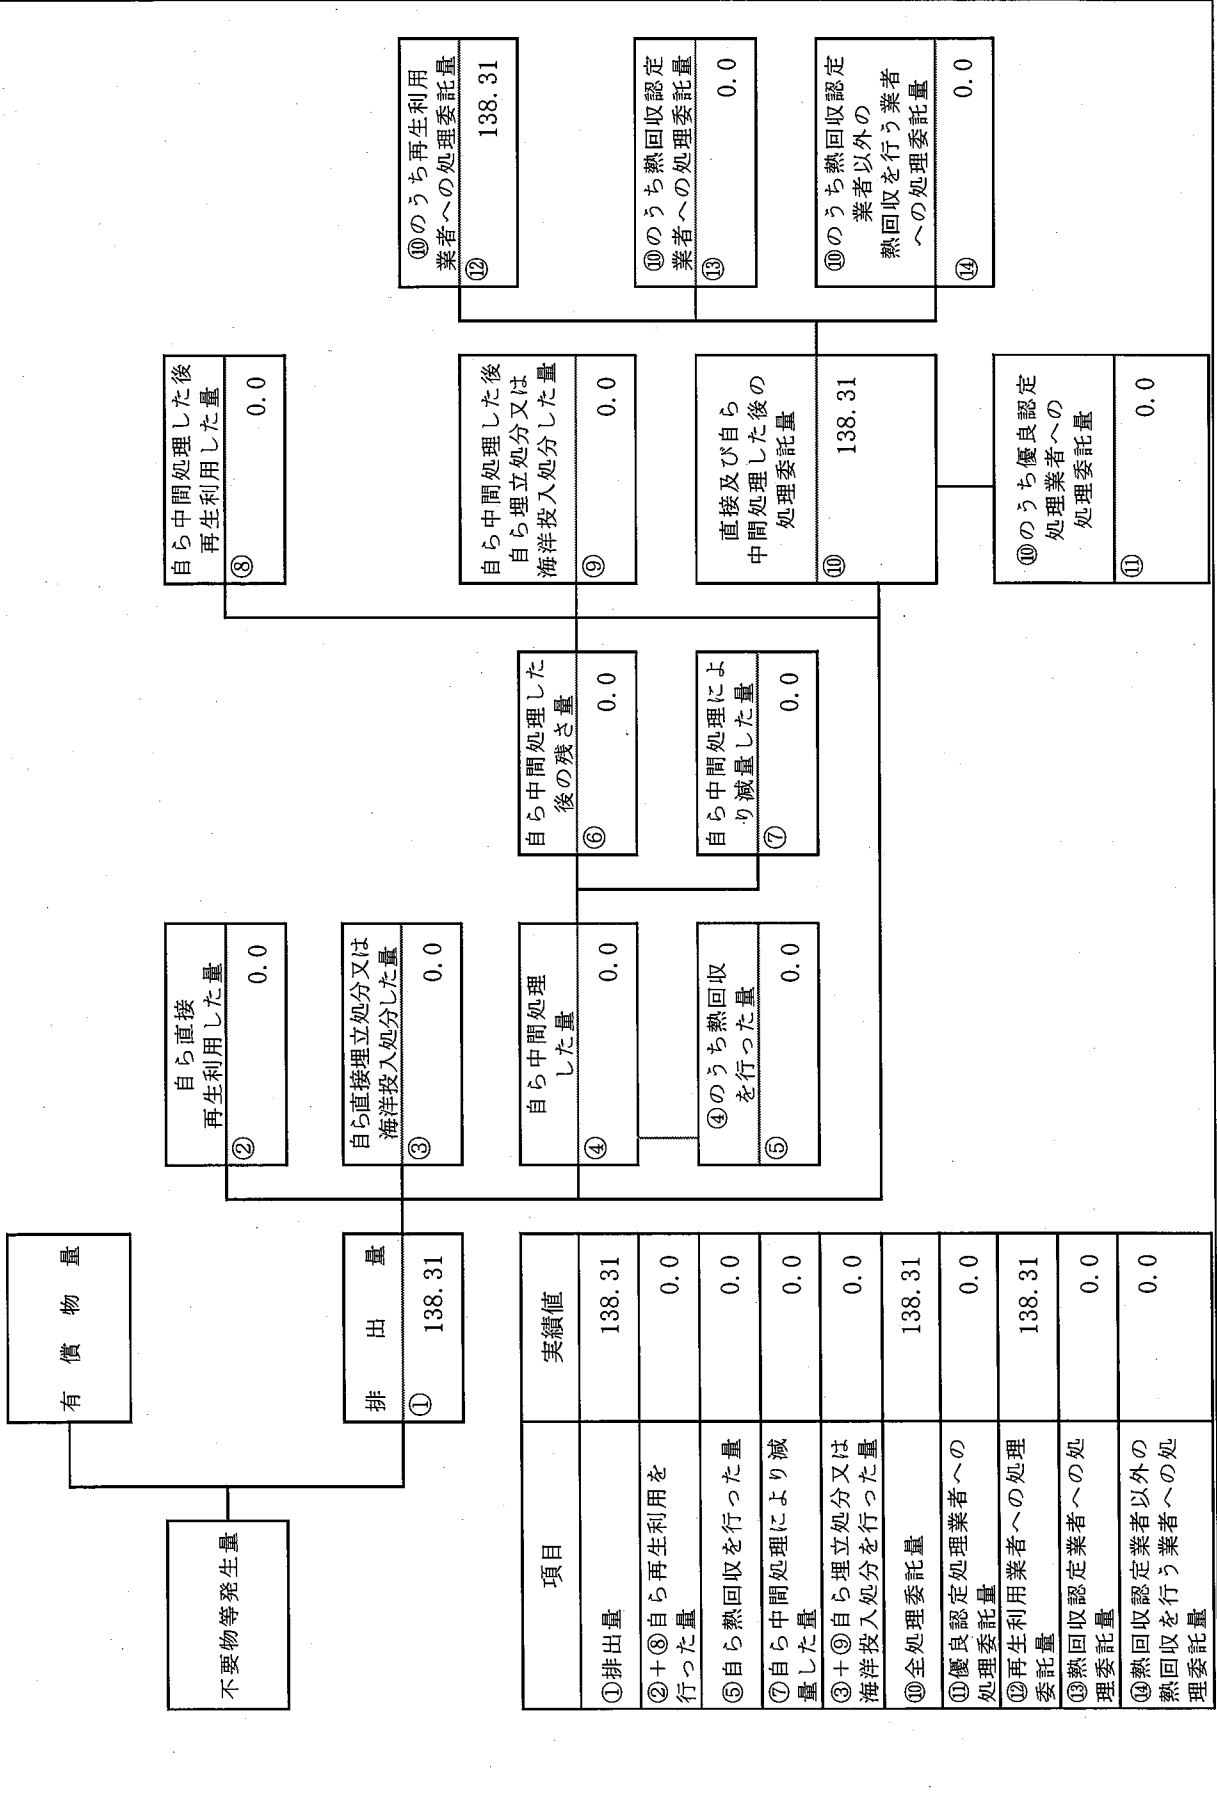 不要物等発生量
有償物量
排出量
① 138.31
自ら直接
再生利用した量
② 0.0
自ら直接埋立処分又は
海洋投入処分した量
③ 0.0
自ら中間処理
した量
④ 0.0
④のうち熱回収
を行った量
⑤ 0.0
自ら中間処理した
後の残さ量
⑥ 0.0
自ら中間処理によ
り減量した量
⑦ 0.0
自ら中間処理した後
再生利用した量
⑧ 0.0
自ら中間処理した後
自ら埋立処分又は
海洋投入処分した量
⑨ 0.0
直接及び自ら
中間処理した後の
処理委託量
⑩ 138.31
⑩のうち優良認定
処理業者への
処理委託量
⑪ 0.0
⑩のうち再生利用
業者への処理委託量
⑫ 138.31
⑩のうち熱回収認定
業者への処理委託量
⑬ 0.0
⑩のうち熱回収認定
業者以外の
熱回収を行う業者
への処理委託量
⑭ 0.0
項目 実績値
①排出量 138.31
②+⑧自ら再生利用を
行った量 0.0
⑤自ら熱回収を行った量 0.0
⑦自ら中間処理により減
量した量 0.0
③+⑨自ら埋立処分又は
海洋投入処分を行った量 0.0
⑩全処理委託量 138.31
⑪優良認定処理業者への
処理委託量 0.0
⑫再生利用業者への処理
委託量 138.31
⑬熱回収認定業者への処
理委託量 0.0
⑭熱回収認定業者以外の
熱回収を行う業者への処
理委託量 0.0